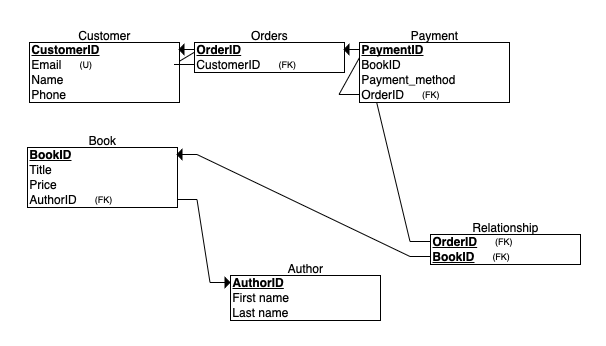 Customer
CustomerID
Email (U)
Name
Phone
Orders
OrderID
CustomerID (FK)
Payment
PaymentID
BookID
Payment_method
OrderID (FK)
Book
BookID
Title
Price
AuthorID (FK)
Relationship
OrderID (FK)
BookID (FK)
Author
AuthorID
First name
Last name